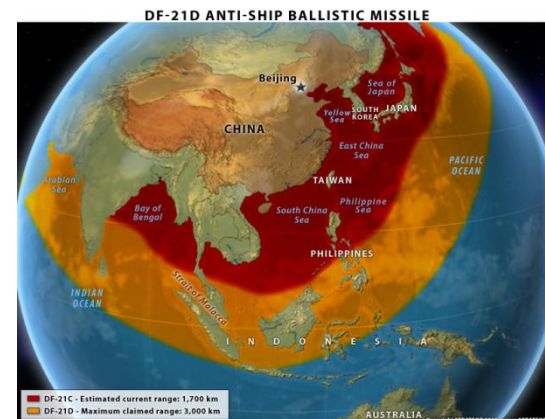 DF-21D ANTI-SHIP BALLISTIC MISSILE
Beijing
Sea of
Japan
SOUTH
KOREA
JAPAN
Yellow
Sea
CHINA
East China
Sea
PACIFIC
OCEAN
Arabian
Sea
TAIWAN
Bay of
Bengal
South China
Sea
Philippine
Sea
PHILIPPINES
Strait of Malacca
INDIAN
OCEAN
INDONESIA
DF-21C - Estimated current range: 1,700 km
DF-21D - Maximum claimed range: 3,000 km
AUSTRALIA